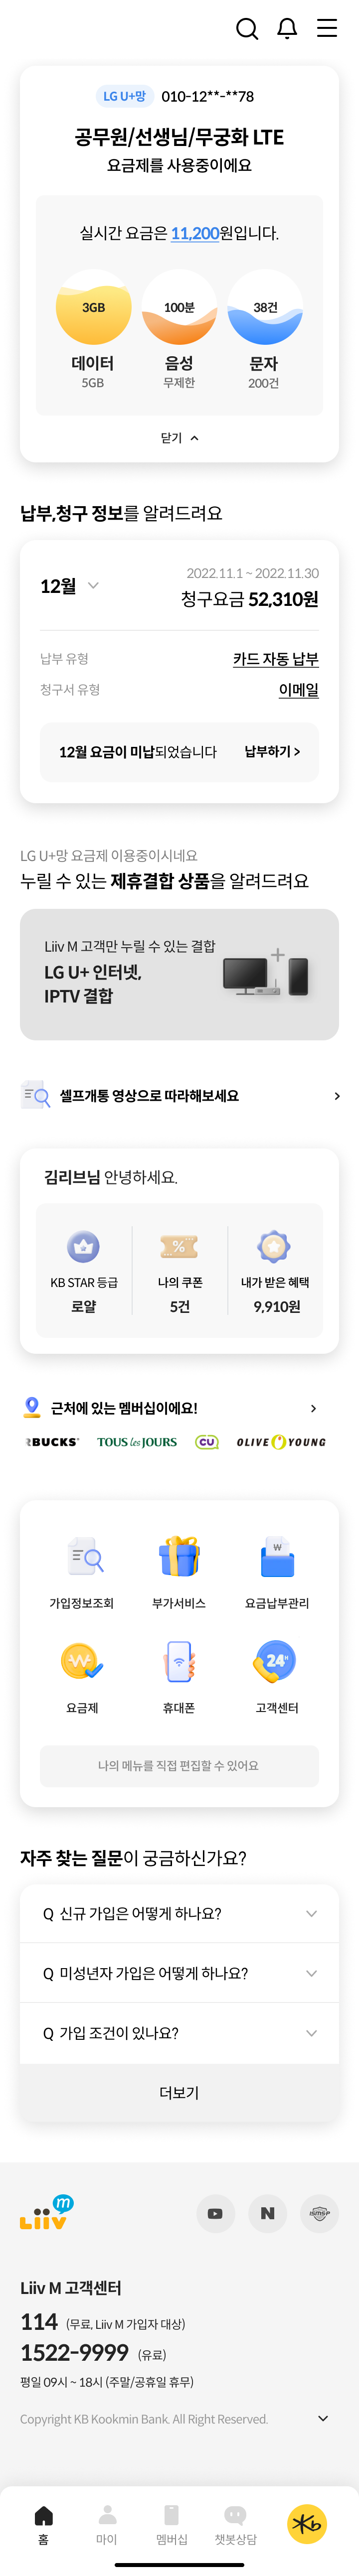 LG U+망 010-12**-**78
공무원/선생님/무궁화 LTE
요금제를 사용중이에요
실시간 요금은 11,200원입니다.
3GB 100분 38건
데이터 음성 문자
5GB 무제한 200건
닫기
납부,청구 정보를 알려드려요
2022.11.1 ~ 2022.11.30
12월 청구요금 52,310원
납부 유형 카드 자동 납부
청구서 유형 이메일
12월 요금이 미납되었습니다 납부하기 >
LG U+망 요금제 이용중이시네요
누릴 수 있는 제휴결합 상품을 알려드려요
Liiv M 고객만 누릴 수 있는 결합
LG U+ 인터넷,
IPTV 결합
셀프개통 영상으로 따라해보세요
김리브님 안녕하세요.
KB STAR 등급 나의 쿠폰 내가 받은 혜택
로얄 5건 9,910원
근처에 있는 멤버십이에요!
RBUCKS TOUS les JOURS CU OLIVE YOUNG
가입정보조회 부가서비스 요금납부관리
24
요금제 휴대폰 고객센터
나의 메뉴를 직접 편집할 수 있어요
자주 찾는 질문이 궁금하신가요?
Q 신규 가입은 어떻게 하나요?
Q 미성년자 가입은 어떻게 하나요?
Q 가입 조건이 있나요?
더보기
Liiv m N ISMS-P
Liiv M 고객센터
114 (무료, Liiv M 가입자 대상)
1522-9999 (유료)
평일 09시 ~ 18시 (주말/공휴일 휴무)
Copyright KB Kookmin Bank. All Right Reserved.
홈 마이 멤버십 챗봇상담